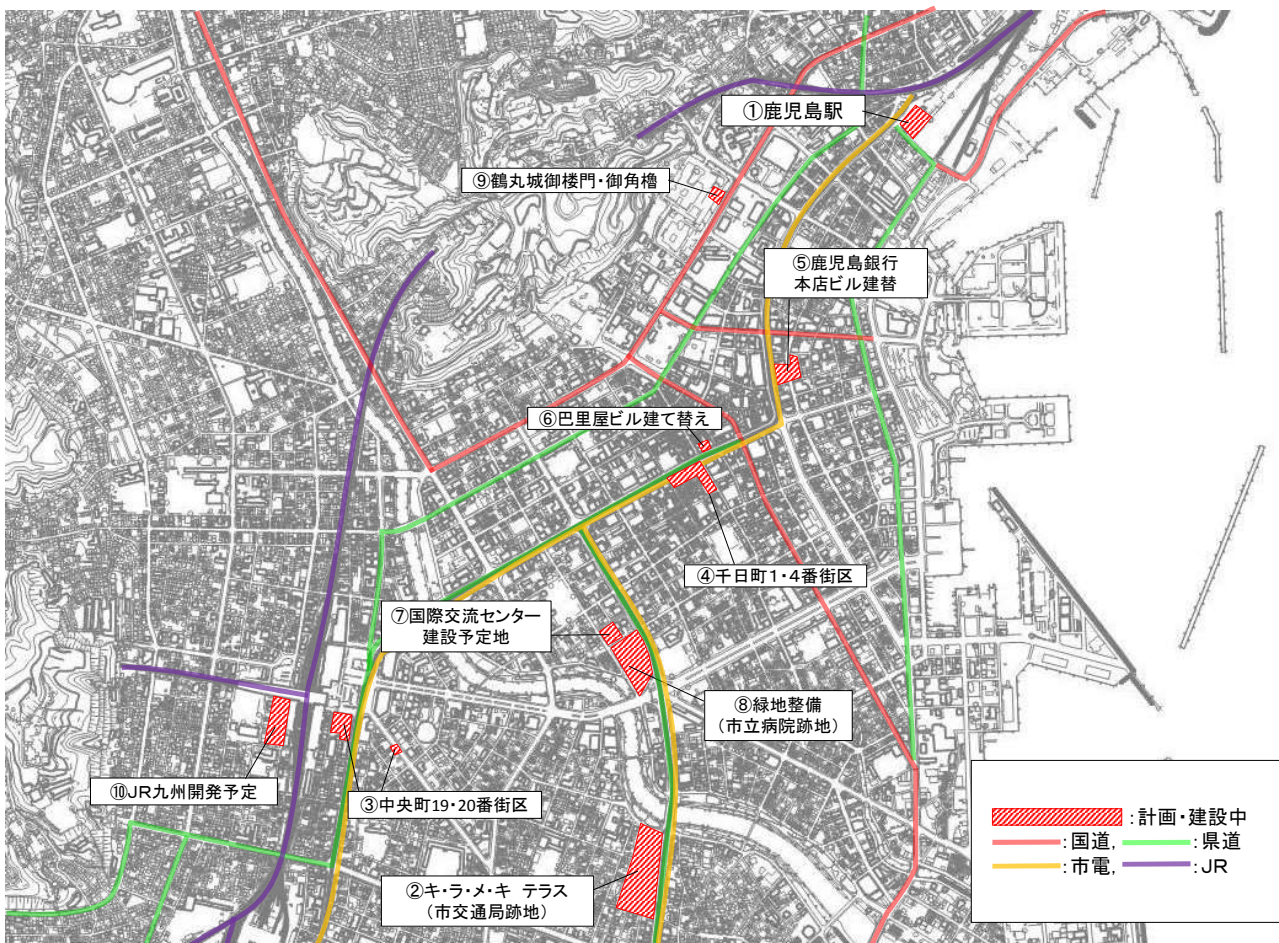 ①鹿児島駅
⑨鶴丸城御楼門・御角櫓
⑤鹿児島銀行
本店ビル建替
⑥巴里屋ビル建て替え
④千日町1・4番街区
⑦国際交流センター
建設予定地
⑧緑地整備
(市立病院跡地)
⑩JR九州開発予定
③中央町19・20番街区
②キ・ラ・メ・キ テラス
(市交通局跡地)
:計画・建設中
:国道, :県道
:市電, :JR